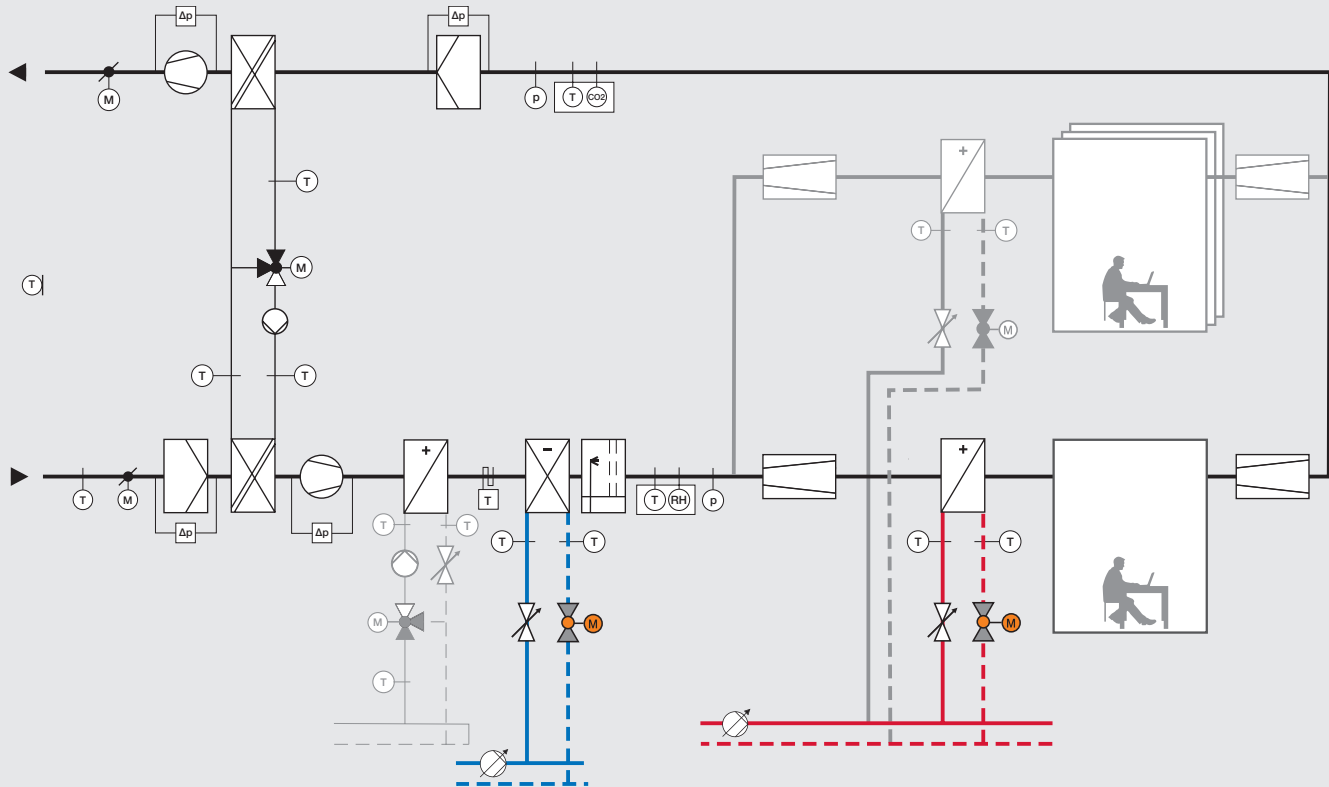 Δp Δp
M p T CO2
T
+
T T
M
T
M
T T
+ - +
T M T T RH p
Δp Δp T
T T T T T T
M M M
T